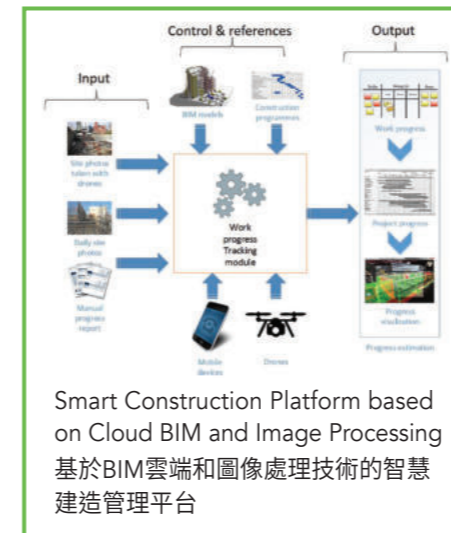 Control & references
Output
Input
BIM models
Construction
programmes
Site photos
taken with
drones
Daily site
photos
Manual
progress
report
Work
progress
Tracking
module
Mobile
devices
Drones
Work progress
Project progress
Progress
visualisation
Progress estimation
Smart Construction Platform based
on Cloud BIM and Image Processing
基於BIM雲端和圖像處理技術的智慧
建造管理平台